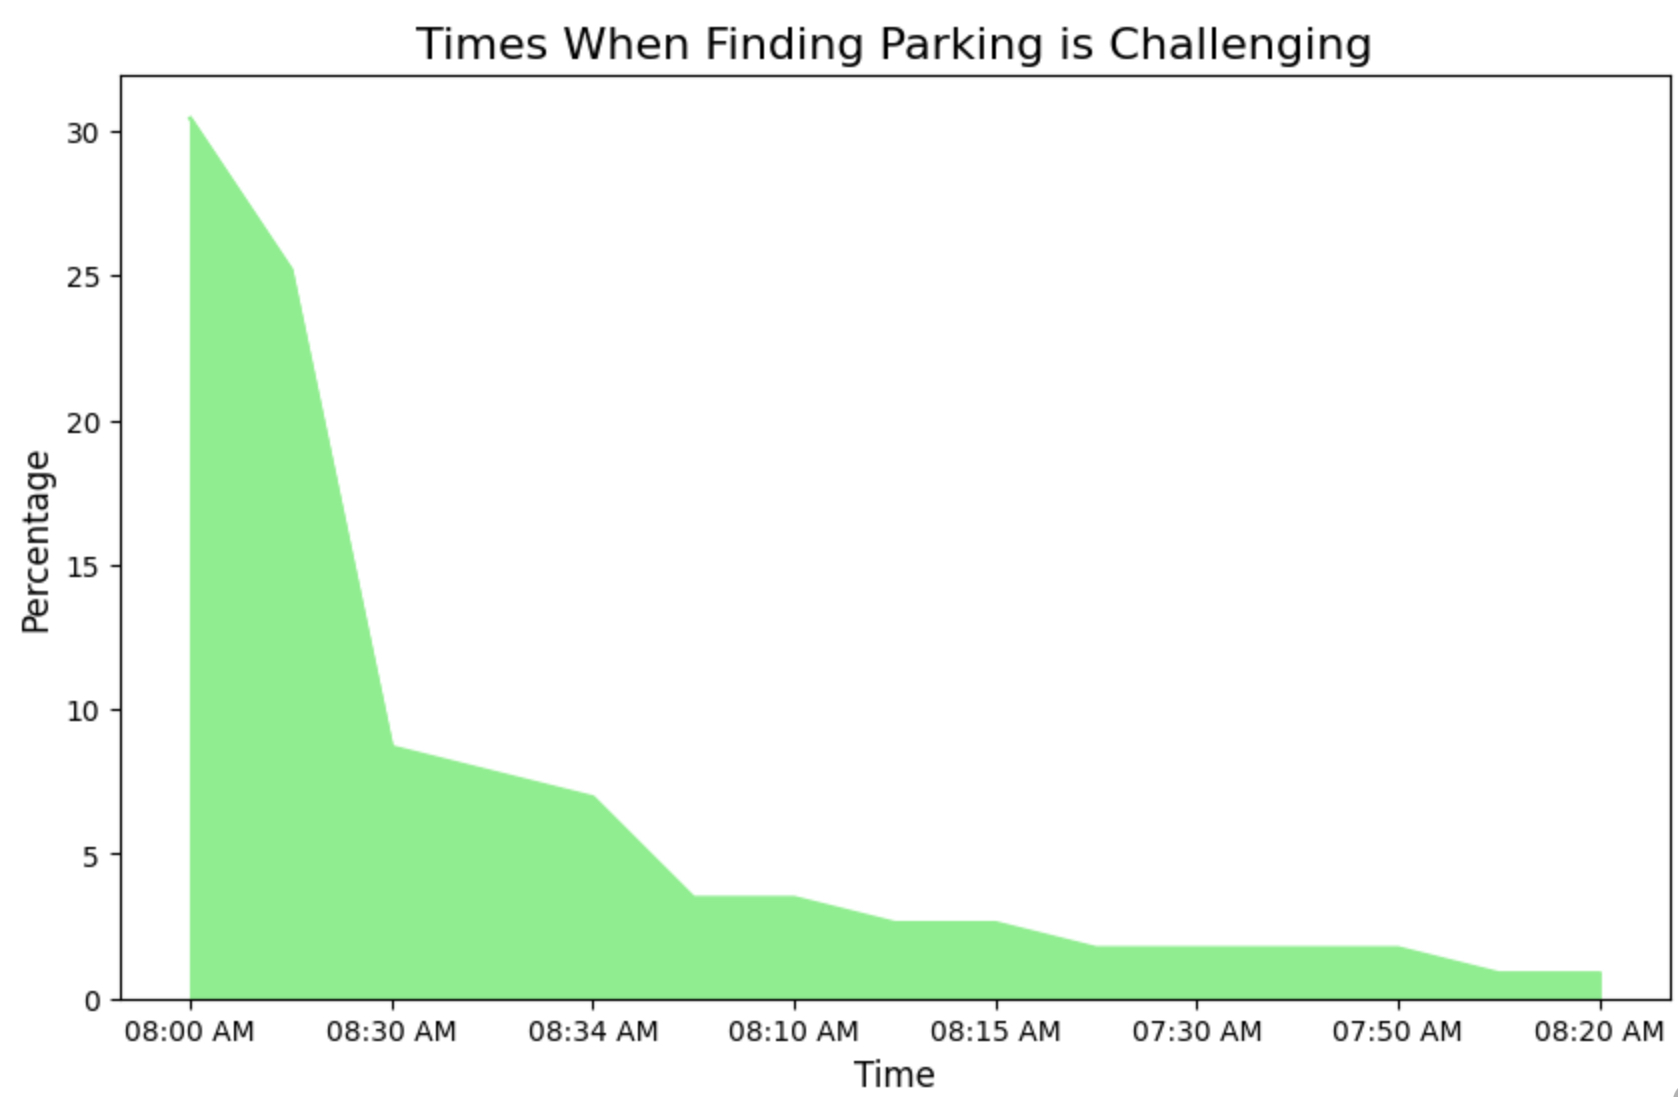 Times When Finding Parking is Challenging
30
25
20
15
10
5
0
Percentage
08:00 AM 08:30 AM 08:34 AM 08:10 AM 08:15 AM 07:30 AM 07:50 AM 08:20 AM
Time